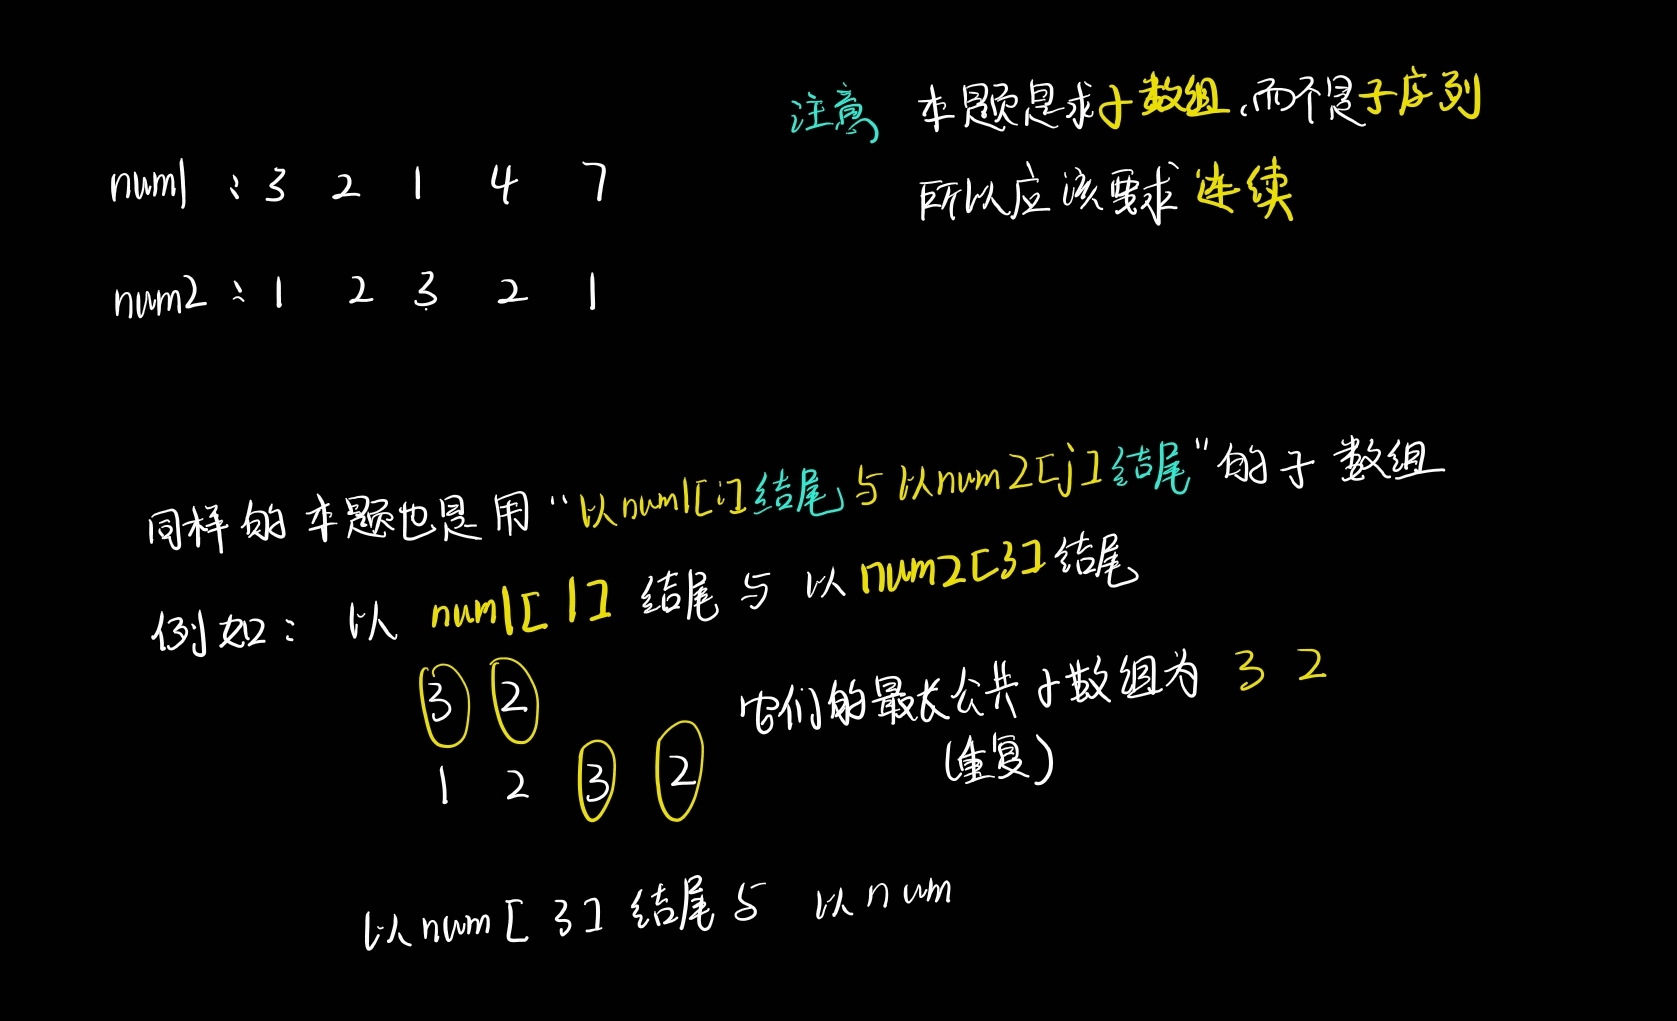 注意 本题是求子数组,而不是子序列
所以应该要求连续
num1 : 3 2 1 4 7
num2 : 1 2 3 2 1
同样的本题也是用“以num1[i]结尾与以num2[j]结尾”的子数组
例如: 以 num1[1] 结尾与以 num2[3] 结尾
3 2
它们的最长公共子数组为 3 2
(重复)
1 2 3 2
以num[3]结尾与 以num